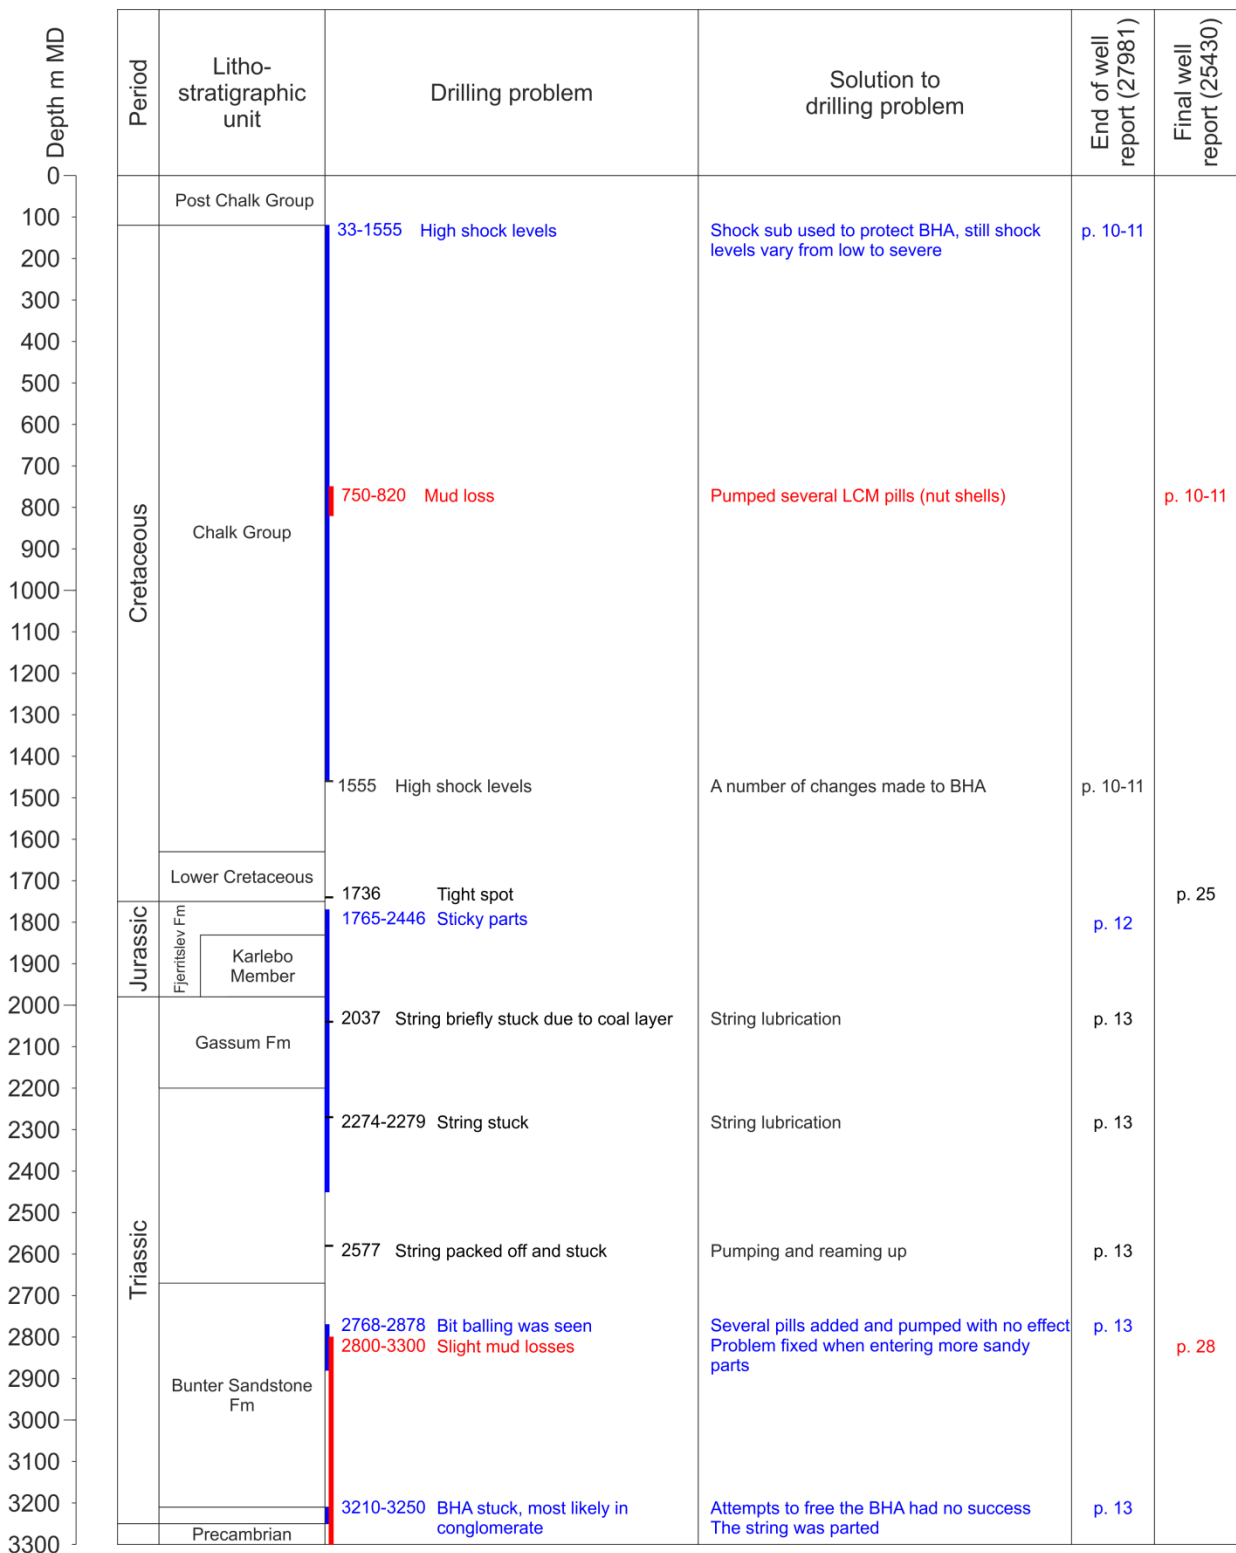 Depth m MD
Period
Litho-
stratigraphic
unit
Drilling problem
Solution to
drilling problem
End of well
report (27981)
Final well
report (25430)
0
100
200
300
400
500
600
700
800
900
1000
1100
1200
1300
1400
1500
1600
1700
1800
1900
2000
2100
2200
2300
2400
2500
2600
2700
2800
2900
3000
3100
3200
3300
Cretaceous
Jurassic
Triassic
Post Chalk Group
Chalk Group
Lower Cretaceous
Fjerritslev Fm
Karlebo
Member
Gassum Fm
Bunter Sandstone
Fm
Precambrian
33-1555 High shock levels
Shock sub used to protect BHA, still shock
levels vary from low to severe
p. 10-11
750-820 Mud loss
Pumped several LCM pills (nut shells)
p. 10-11
1555 High shock levels
A number of changes made to BHA
p. 10-11
1736 Tight spot
p. 25
1765-2446 Sticky parts
p. 12
2037 String briefly stuck due to coal layer
String lubrication
p. 13
2274-2279 String stuck
String lubrication
p. 13
2577 String packed off and stuck
Pumping and reaming up
p. 13
2768-2878 Bit balling was seen
Several pills added and pumped with no effect
Problem fixed when entering more sandy
parts
p. 13
2800-3300 Slight mud losses
p. 28
3210-3250 BHA stuck, most likely in
conglomerate
Attempts to free the BHA had no success
The string was parted
p. 13